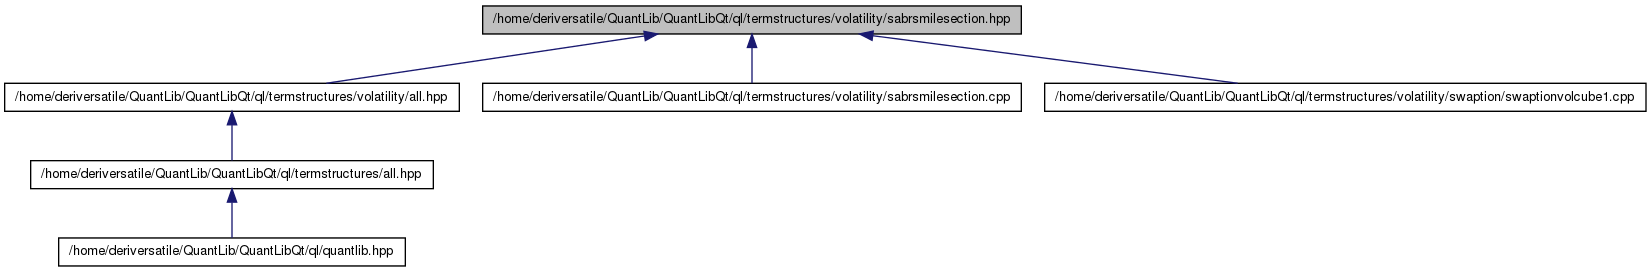 /home/deriversatile/QuantLib/QuantLibQt/ql/termstructures/volatility/sabrsmilesection.hpp
/home/deriversatile/QuantLib/QuantLibQt/ql/termstructures/volatility/all.hpp
/home/deriversatile/QuantLib/QuantLibQt/ql/termstructures/volatility/sabrsmilesection.cpp
/home/deriversatile/QuantLib/QuantLibQt/ql/termstructures/volatility/swaption/swaptionvolcube1.cpp
/home/deriversatile/QuantLib/QuantLibQt/ql/termstructures/all.hpp
/home/deriversatile/QuantLib/QuantLibQt/ql/quantlib.hpp